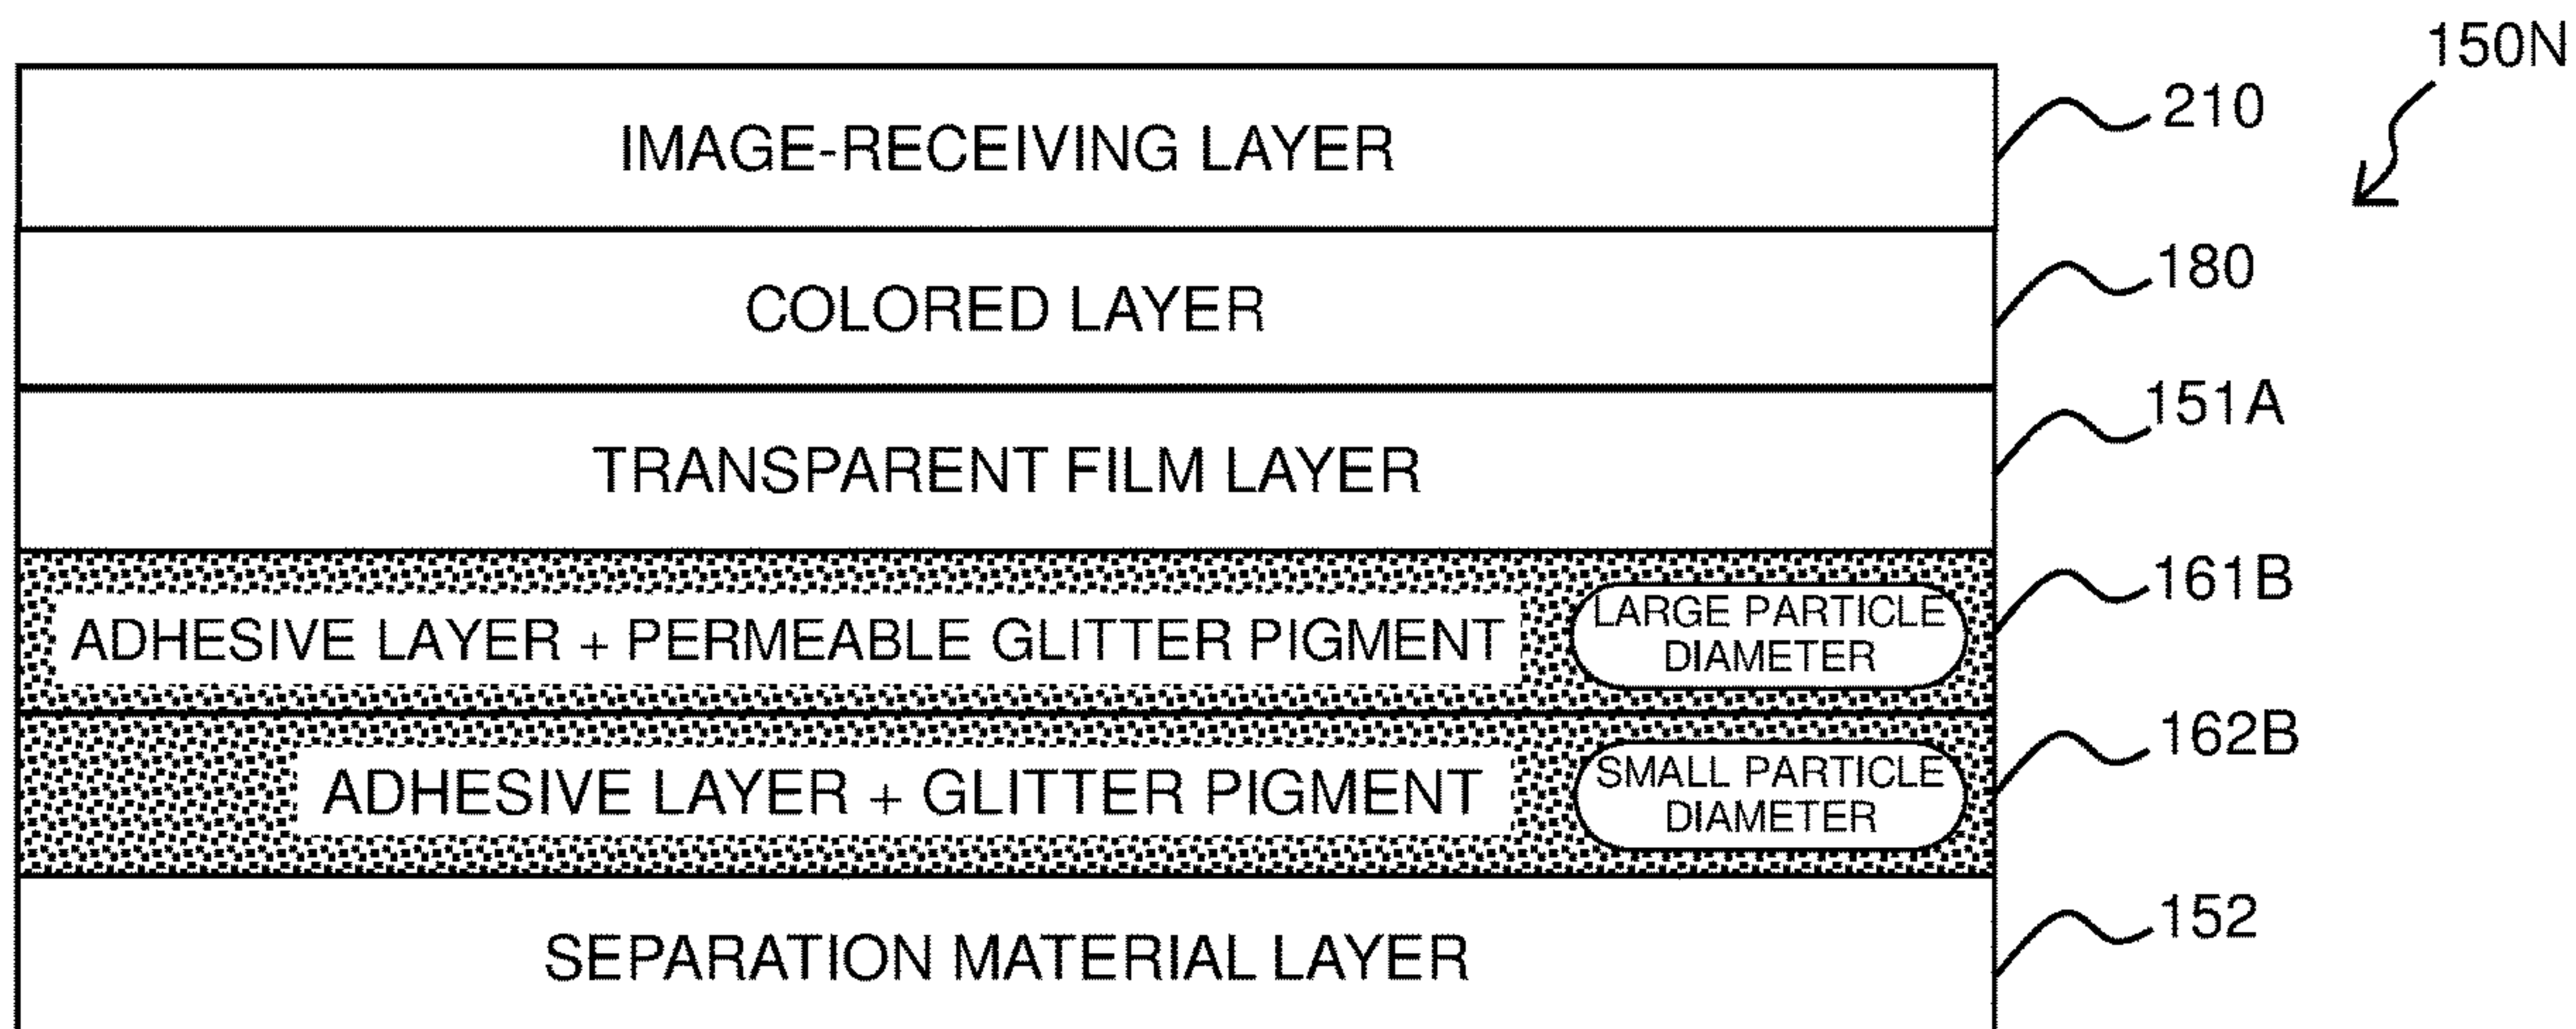 150N
IMAGE-RECEIVING LAYER
210
COLORED LAYER
180
TRANSPARENT FILM LAYER
151A
ADHESIVE LAYER + PERMEABLE GLITTER PIGMENT
LARGE PARTICLE
DIAMETER
161B
ADHESIVE LAYER + GLITTER PIGMENT
SMALL PARTICLE
DIAMETER
162B
SEPARATION MATERIAL LAYER
152